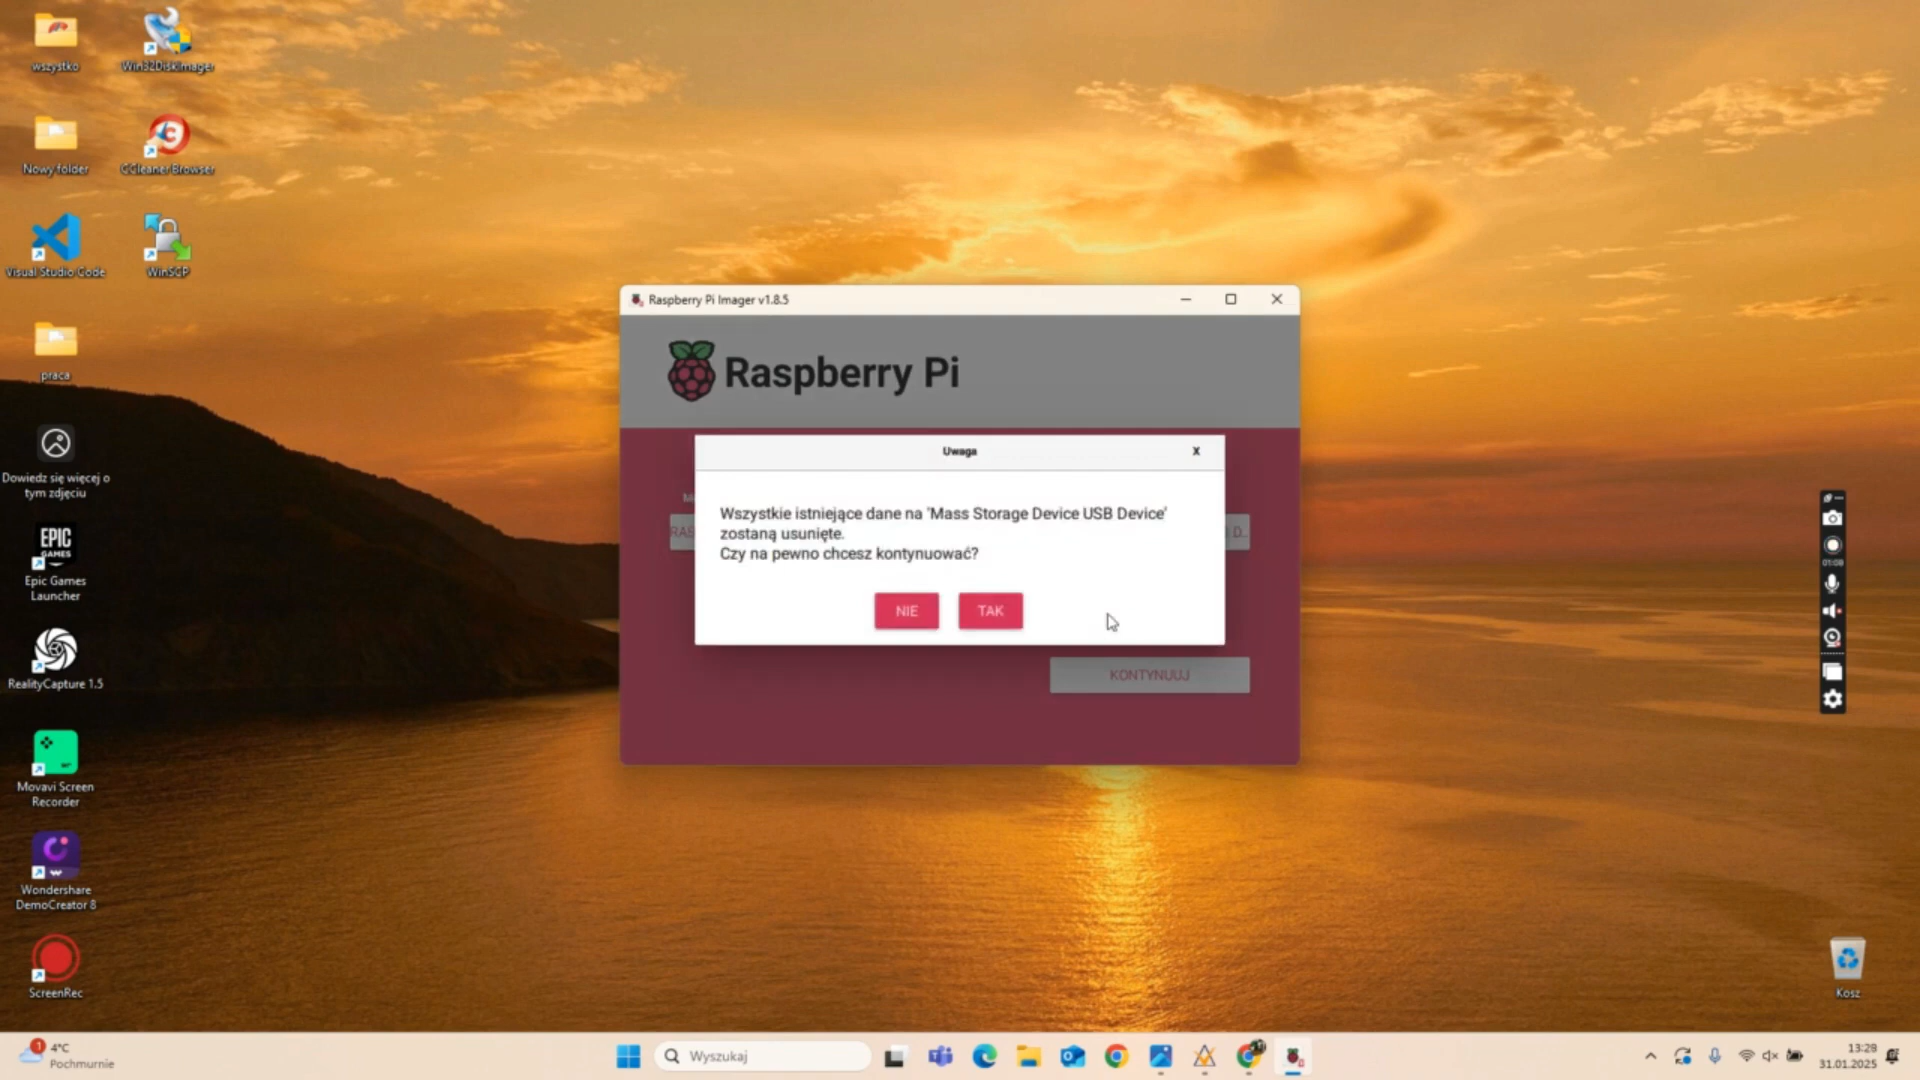 wszystko
Win32DiskImager
Nowy folder
CCleaner Browser
Visual Studio Code
WinSCP
praca
Dowiedz się więcej o
tym zdjęciu
EPIC
GAMES
Epic Games
Launcher
RealityCapture 1.5
Movavi Screen
Recorder
Wondershare
DemoCreator 8
ScreenRec
Raspberry Pi Imager v1.8.5
Raspberry Pi
Uwaga
X
Wszystkie istniejące dane na 'Mass Storage Device USB Device'
zostaną usunięte.
Czy na pewno chcesz kontynuować?
NIE
TAK
KONTYNUUJ
01:09
Kosz
1
4°C
Pochmurnie
Wyszukaj
13:28
31.01.2025